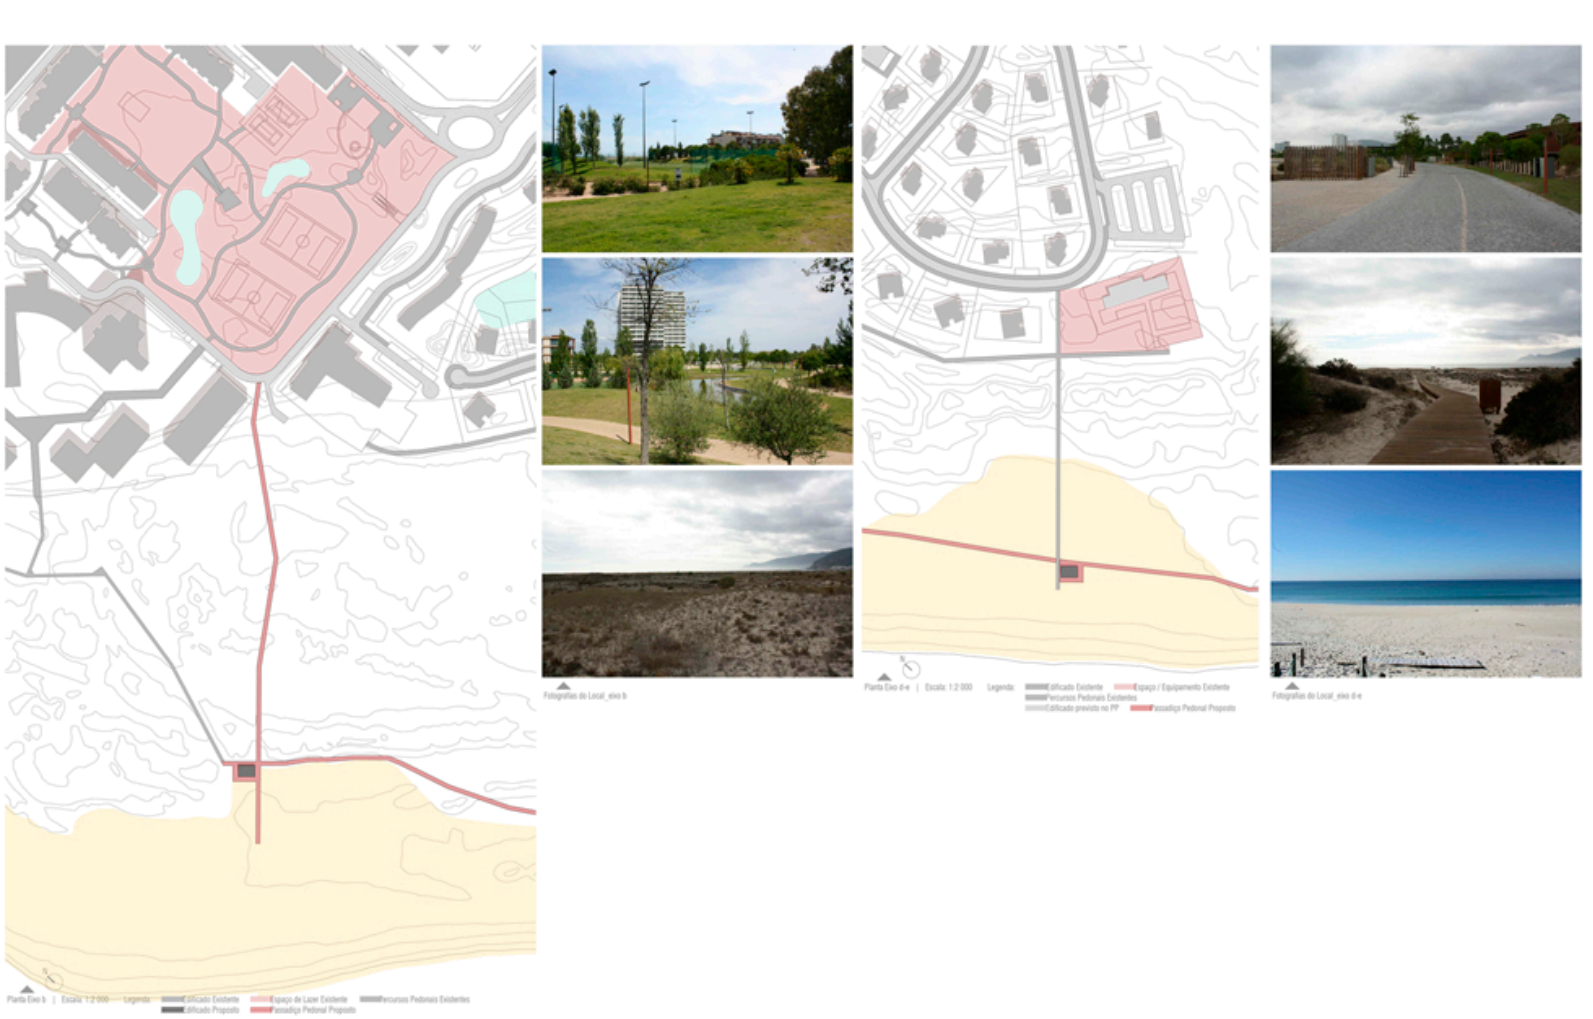 Fotografias do Local_eixo b
Planta Eixo d-e | Escala: 1:2 000 Legenda: Edificado Existente Espaço / Equipamento Existente
Percursos Pedonais Existentes
Edificado previsto no PP Passadiço Pedonal Proposto
Fotografias do Local_eixo d-e
N
N
Planta Eixo b | Escala: 1:2 000 Legenda: Edificado Existente Espaço de Lazer Existente Percursos Pedonais Existentes
Edificado Proposto Passadiço Pedonal Proposto